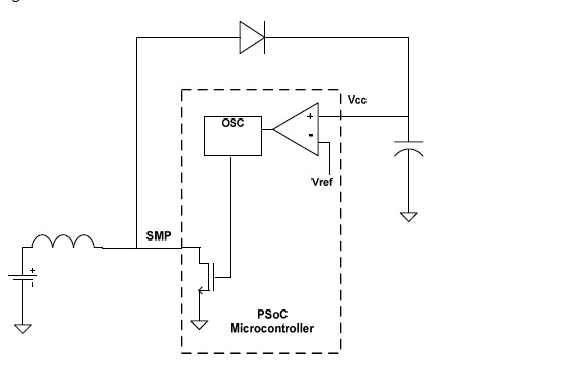 Vcc
OSC
+
-
Vref
SMP
+
-
PSoC
Microcontroller